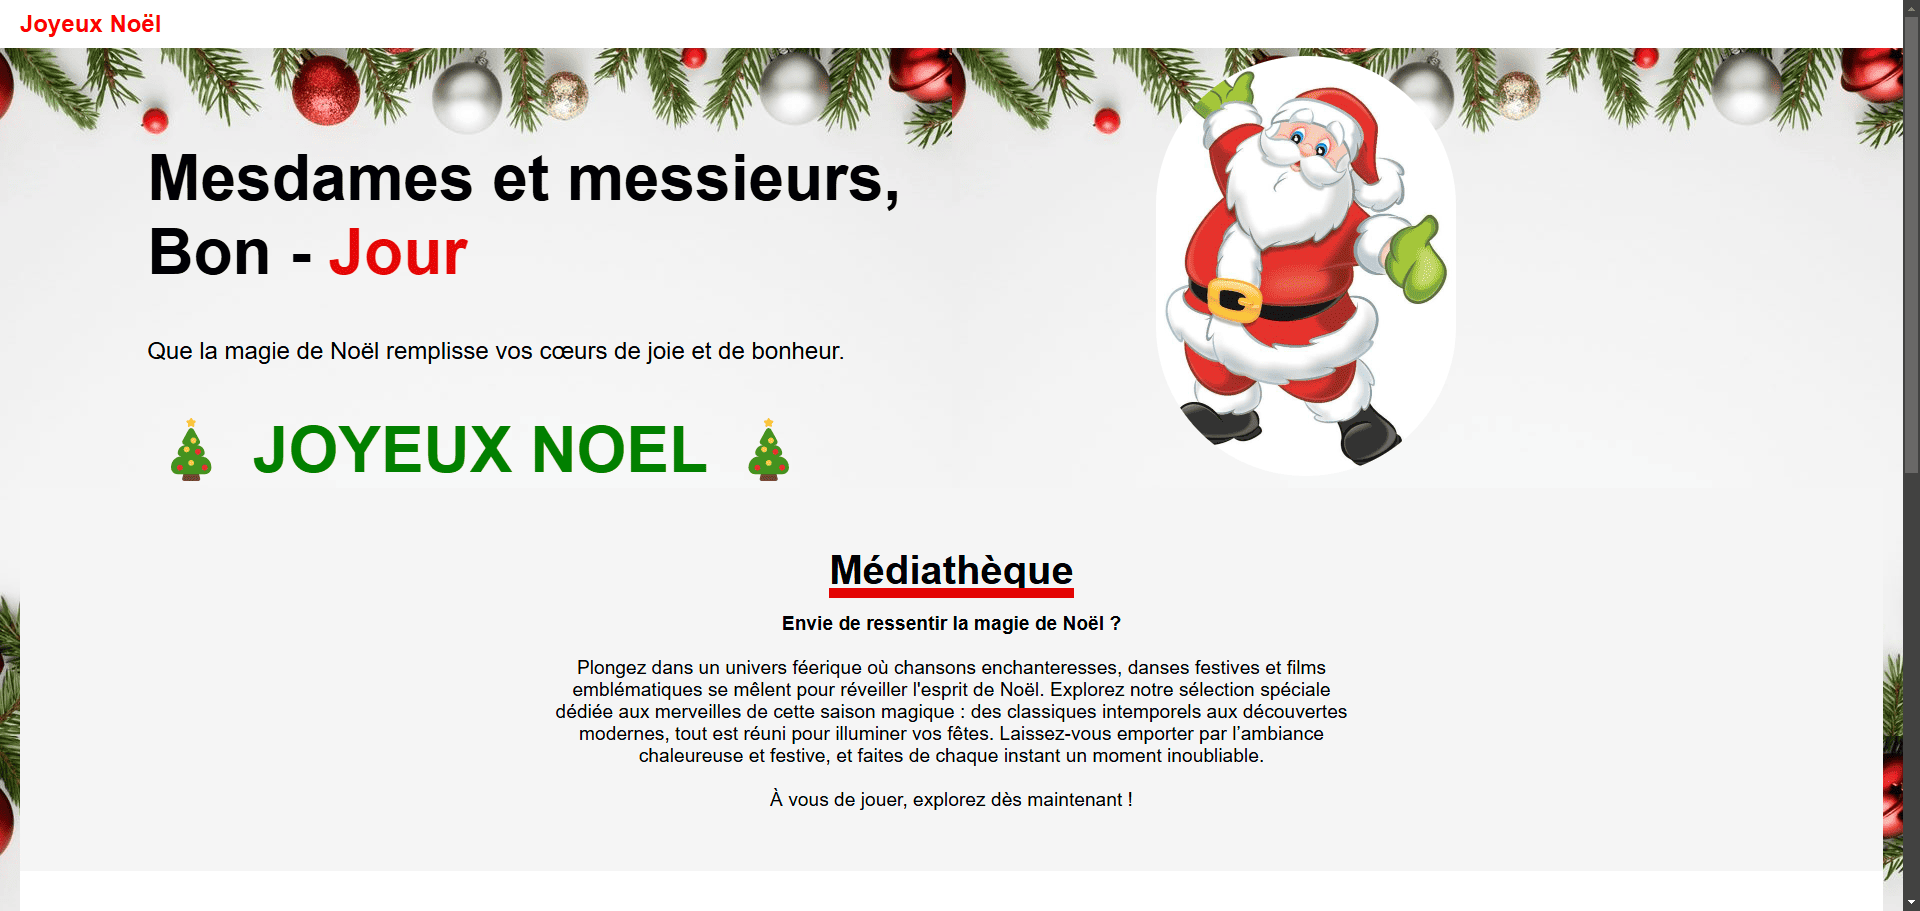 Joyeux Noël
Mesdames et messieurs,
Bon - Jour
Que la magie de Noël remplisse vos cœurs de joie et de bonheur.
JOYEUX NOEL
Médiathèque
Envie de ressentir la magie de Noël ?
Plongez dans un univers féerique où chansons enchanteresses, danses festives et films
emblématiques se mêlent pour réveiller l'esprit de Noël. Explorez notre sélection spéciale
dédiée aux merveilles de cette saison magique : des classiques intemporels aux découvertes
modernes, tout est réuni pour illuminer vos fêtes. Laissez-vous emporter par l’ambiance
chaleureuse et festive, et faites de chaque instant un moment inoubliable.
À vous de jouer, explorez dès maintenant !